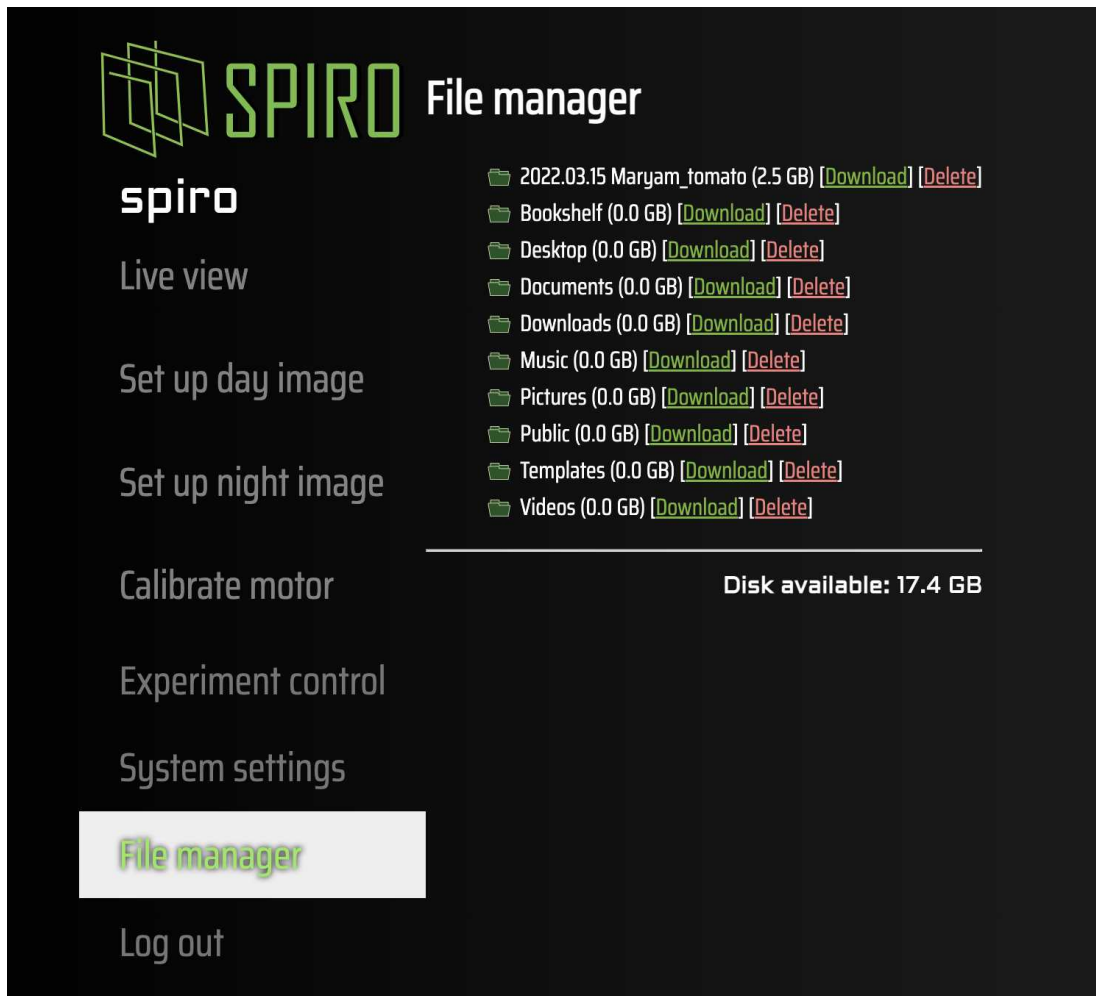 SPIRO
spiro
Live view
Set up day image
Set up night image
Calibrate motor
Experiment control
System settings
File manager
Log out
File manager
2022.03.15 Maryam_tomato (2.5 GB) [Download] [Delete]
Bookshelf (0.0 GB) [Download] [Delete]
Desktop (0.0 GB) [Download] [Delete]
Documents (0.0 GB) [Download] [Delete]
Downloads (0.0 GB) [Download] [Delete]
Music (0.0 GB) [Download] [Delete]
Pictures (0.0 GB) [Download] [Delete]
Public (0.0 GB) [Download] [Delete]
Templates (0.0 GB) [Download] [Delete]
Videos (0.0 GB) [Download] [Delete]
Disk available: 17.4 GB